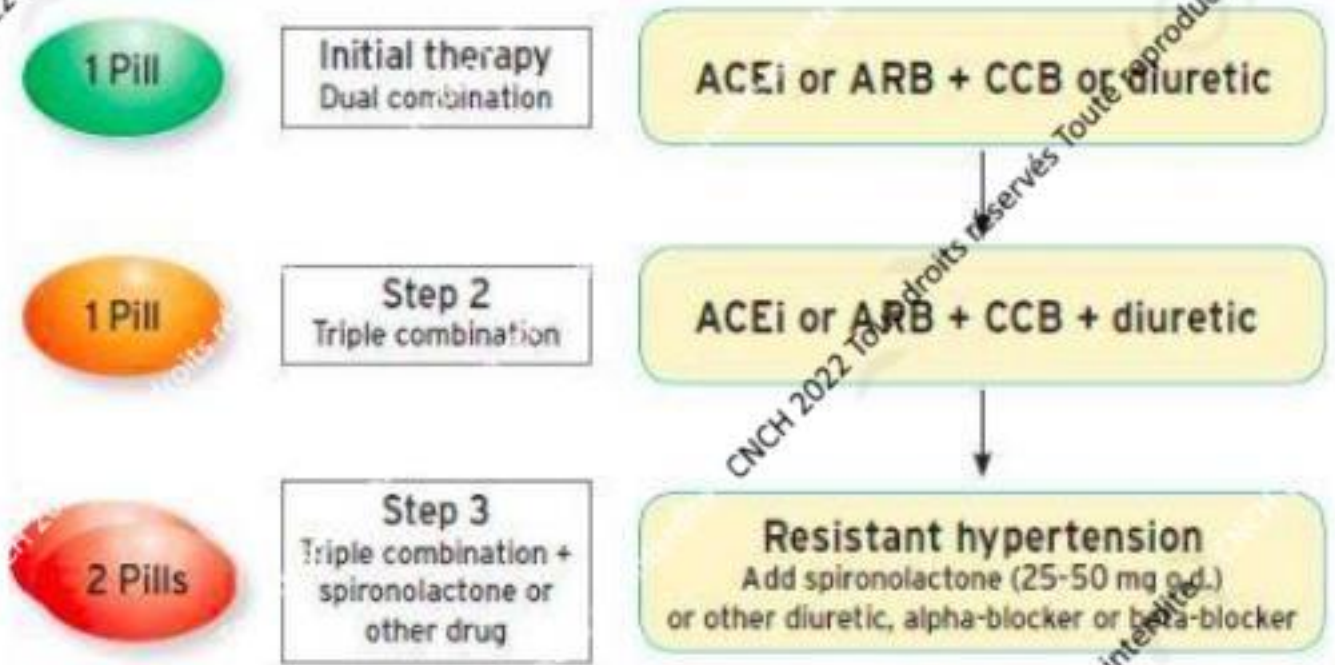 1 Pill
Initial therapy
Dual combination
ACEi or ARB + CCB or diuretic
1 Pill
Step 2
Triple combination
ACEi or ARB + CCB + diuretic
2 Pills
Step 3
Triple combination +
spironolactone or
other drug
Resistant hypertension
Add spironolactone (25-50 mg o.d.)
or other diuretic, alpha-blocker or beta-blocker
CNCH 2022 Tous droits réservés Toute